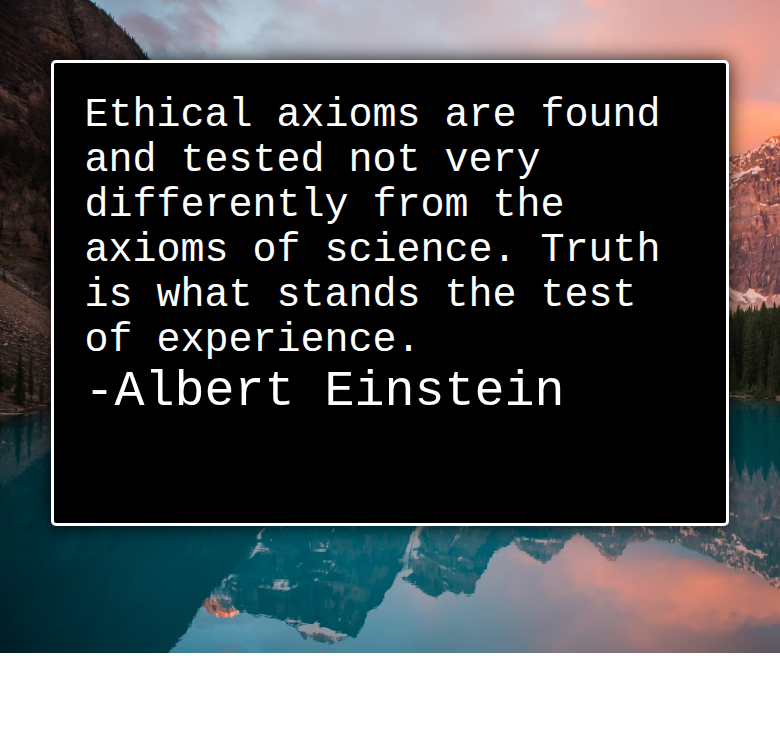 Ethical axioms are found
and tested not very
differently from the
axioms of science. Truth
is what stands the test
of experience.
-Albert Einstein